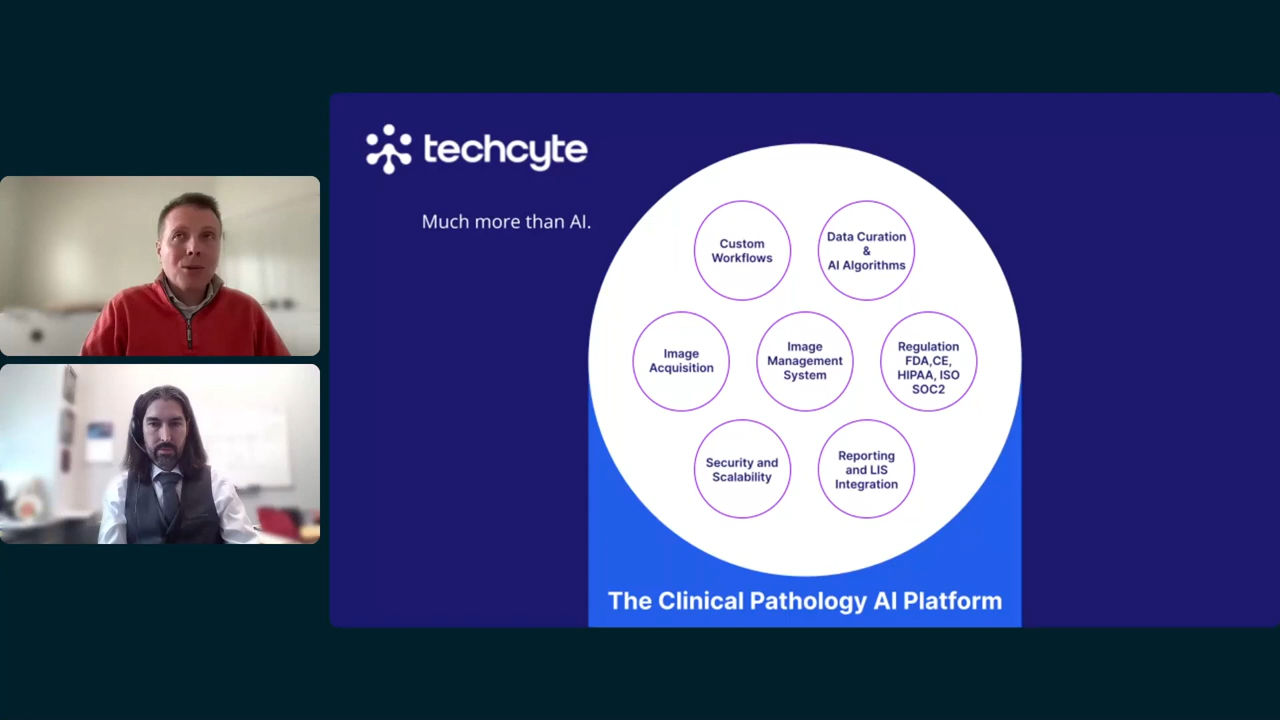 techcyte
Much more than AI.
Custom
Workflows
Data Curation
&
AI Algorithms
Image
Acquisition
Image
Management
System
Regulation
FDA,CE,
HIPAA, ISO
SOC2
Security and
Scalability
Reporting
and LIS
Integration
The Clinical Pathology AI Platform